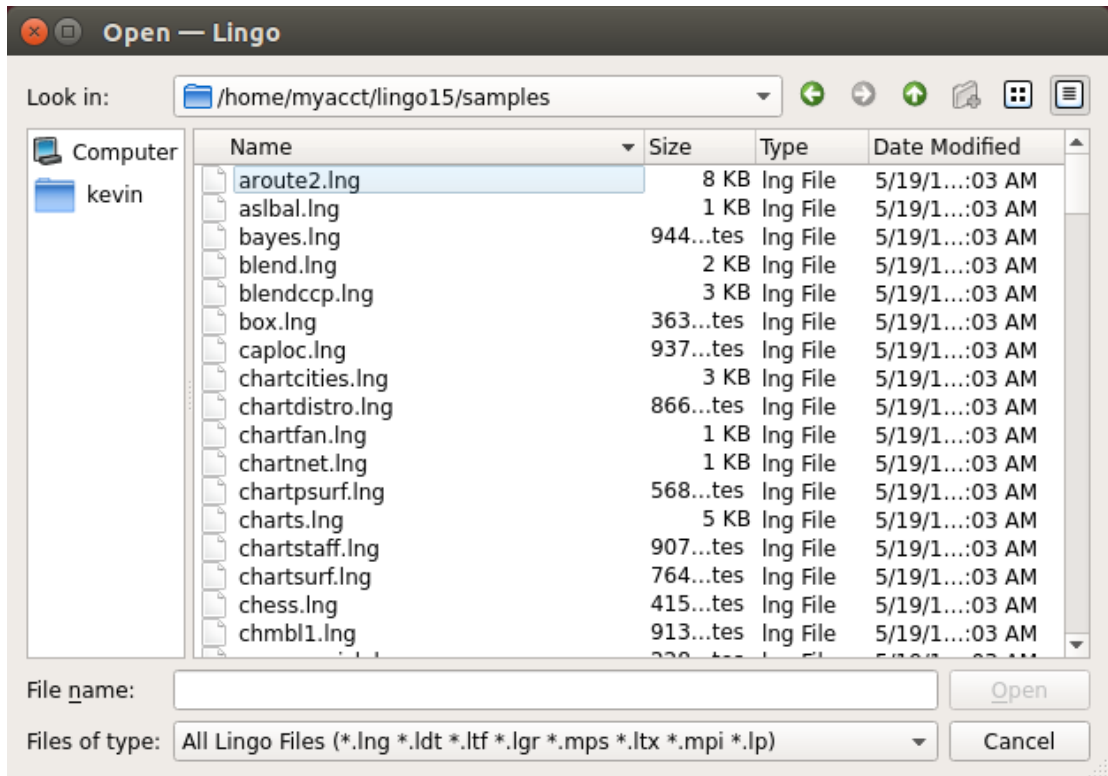 Open — Lingo
Look in: /home/myacct/lingo15/samples
Computer
kevin
Name Size Type Date Modified
aroute2.lng 8 KB lng File 5/19/1...:03 AM
aslbal.lng 1 KB lng File 5/19/1...:03 AM
bayes.lng 944...tes lng File 5/19/1...:03 AM
blend.lng 2 KB lng File 5/19/1...:03 AM
blendccp.lng 3 KB lng File 5/19/1...:03 AM
box.lng 363...tes lng File 5/19/1...:03 AM
caploc.lng 937...tes lng File 5/19/1...:03 AM
chartcities.lng 3 KB lng File 5/19/1...:03 AM
chartdistro.lng 866...tes lng File 5/19/1...:03 AM
chartfan.lng 1 KB lng File 5/19/1...:03 AM
chartnet.lng 1 KB lng File 5/19/1...:03 AM
chartpsurf.lng 568...tes lng File 5/19/1...:03 AM
charts.lng 5 KB lng File 5/19/1...:03 AM
chartstaff.lng 907...tes lng File 5/19/1...:03 AM
chartsurf.lng 764...tes lng File 5/19/1...:03 AM
chess.lng 415...tes lng File 5/19/1...:03 AM
chmbl1.lng 913...tes lng File 5/19/1...:03 AM
File name: Open
Files of type: All Lingo Files (*.lng *.ldt *.ltf *.lgr *.mps *.ltx *.mpi *.lp) Cancel